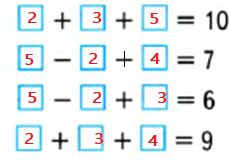 2 + 3 + 5 = 10
5 − 2 + 4 = 7
5 − 2 + 3 = 6
2 + 3 + 4 = 9